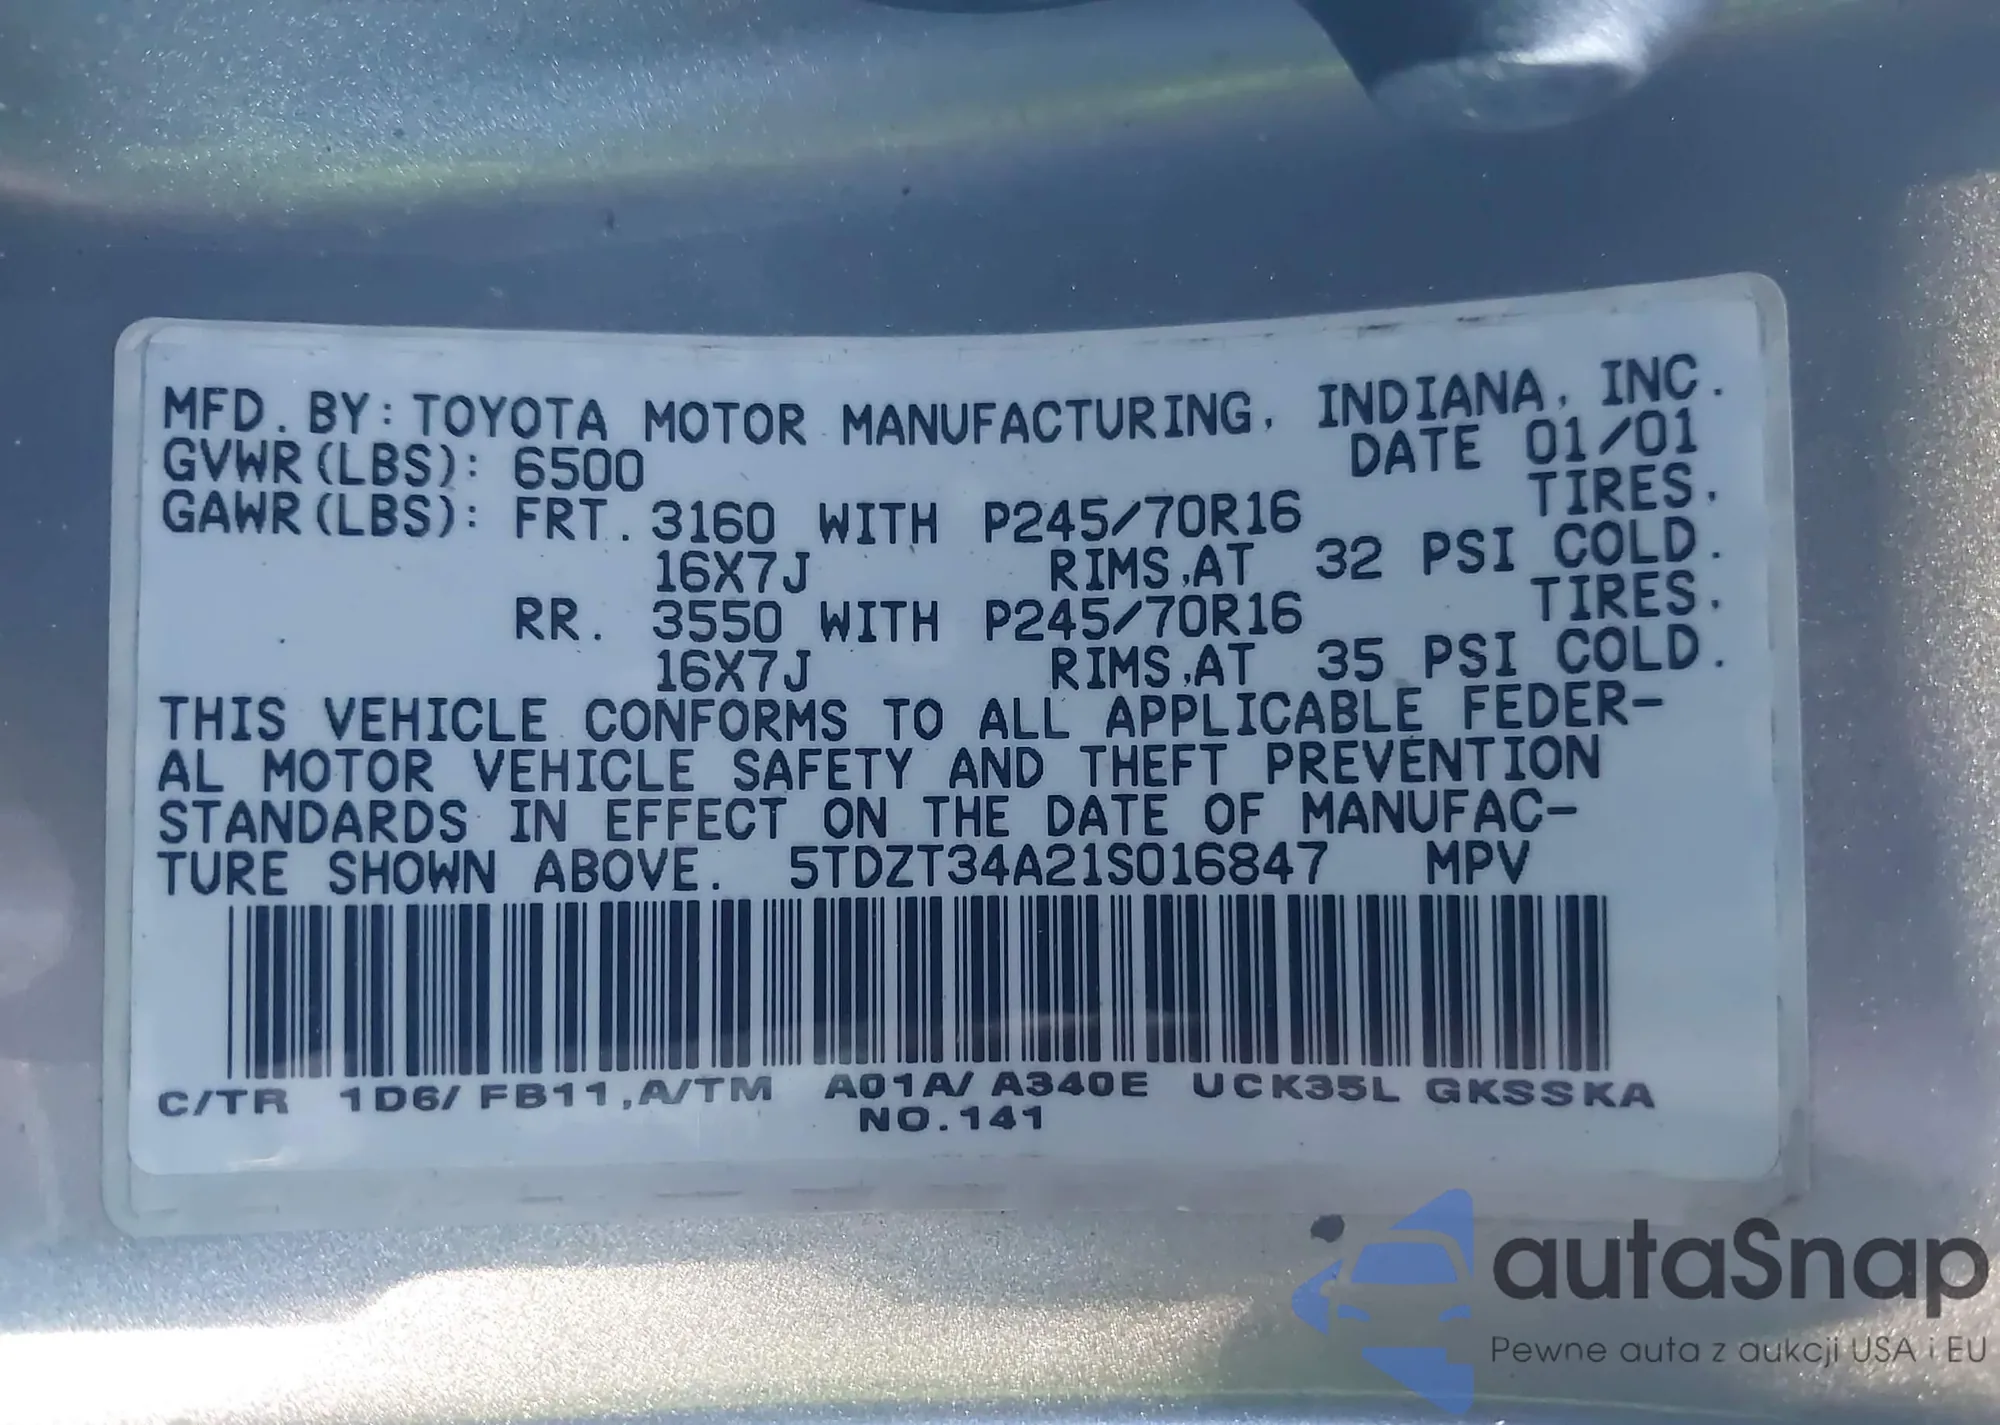 MFD. BY: TOYOTA MOTOR MANUFACTURING, INDIANA, INC.
GVWR(LBS): 6500 DATE 01/01
GAWR(LBS): FRT. 3160 WITH P245/70R16 TIRES,
16X7J RIMS,AT 32 PSI COLD.
RR. 3550 WITH P245/70R16 TIRES,
16X7J RIMS,AT 35 PSI COLD.
THIS VEHICLE CONFORMS TO ALL APPLICABLE FEDER-
AL MOTOR VEHICLE SAFETY AND THEFT PREVENTION
STANDARDS IN EFFECT ON THE DATE OF MANUFAC-
TURE SHOWN ABOVE. 5TDZT34A21S016847 MPV
C/TR 1D6/ FB11,A/TM A01A/ A340E UCK35L GKSSKA
NO.141
autaSnap
Pewne auta z aukcji USA i EU